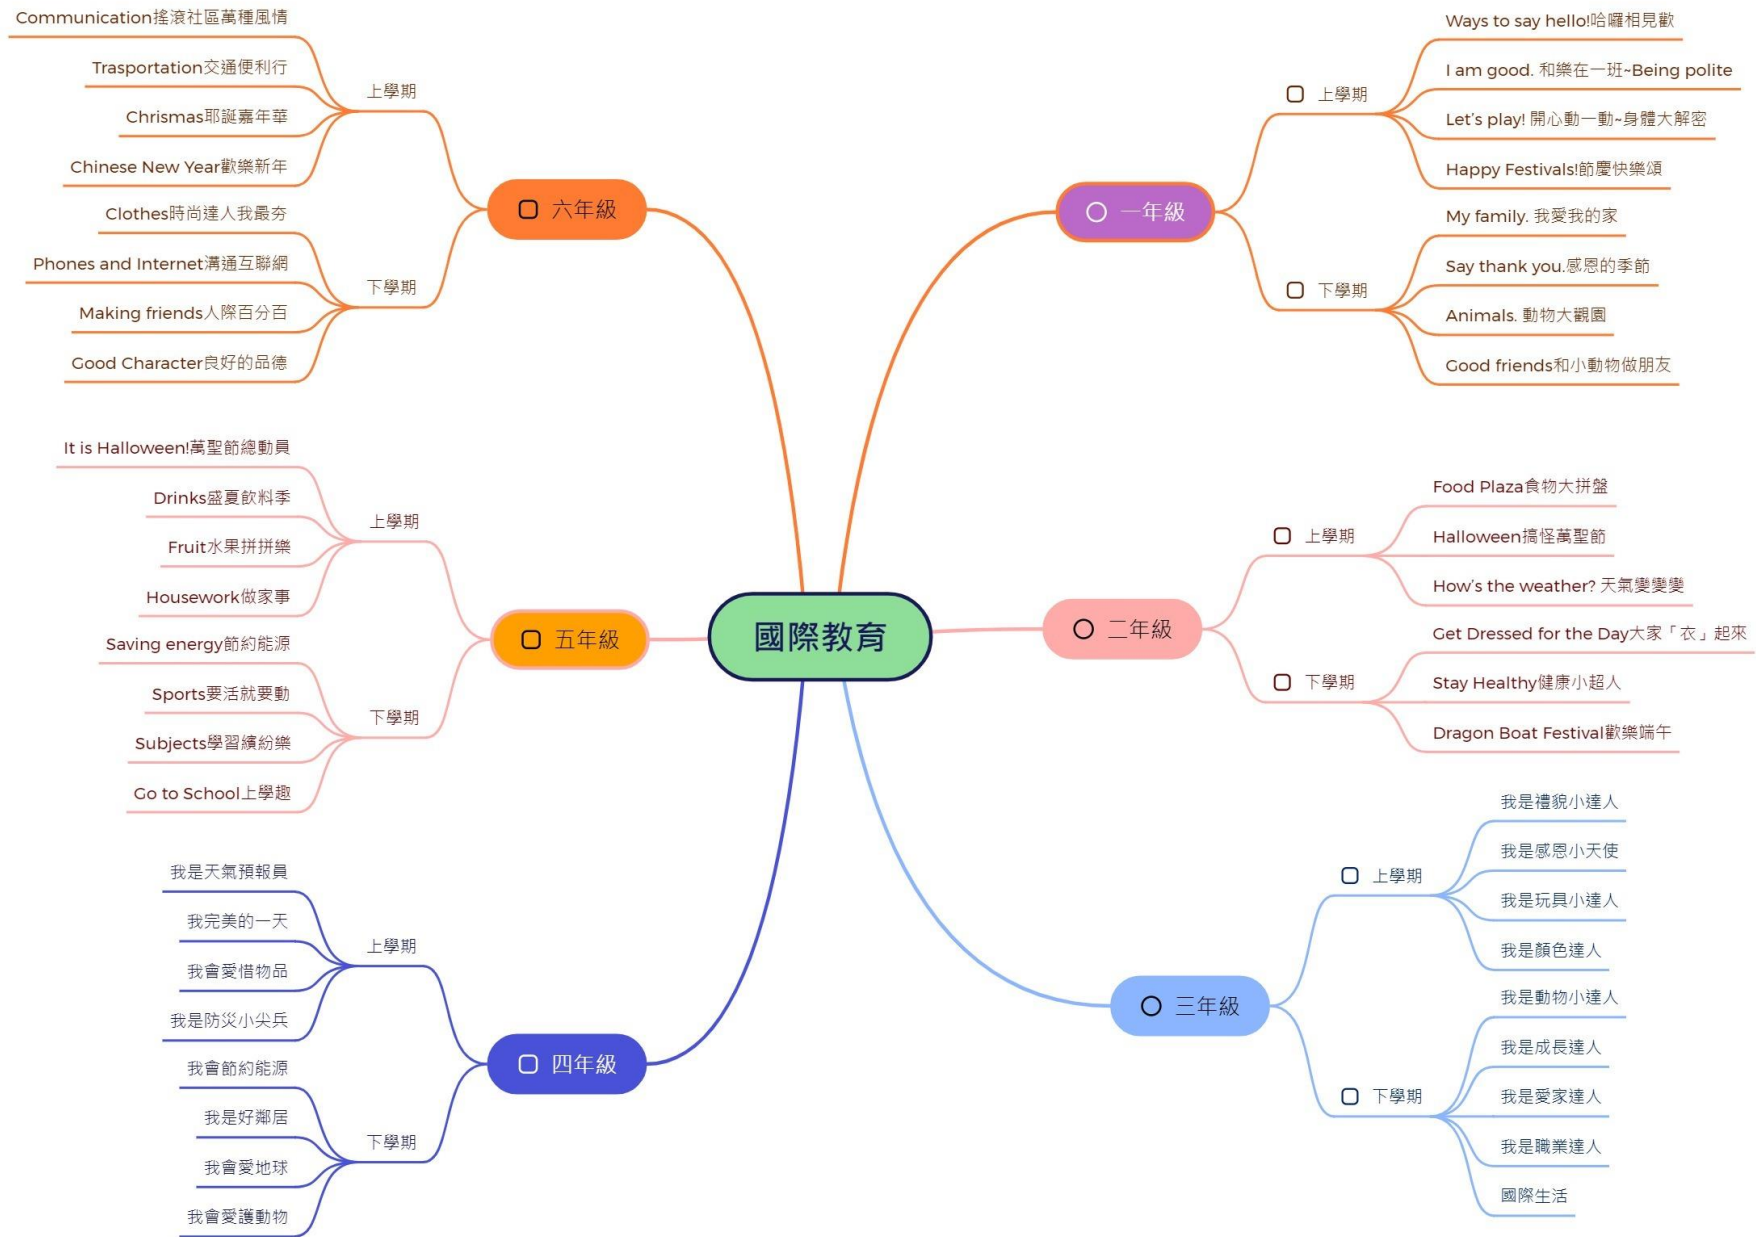 國際教育
一年級
上學期
Ways to say hello!哈囉相見歡
I am good. 和樂在一班~Being polite
Let's play! 開心動一動~身體大解密
Happy Festivals!節慶快樂頌
下學期
My family. 我愛我的家
Say thank you.感恩的季節
Animals. 動物大觀園
Good friends和小動物做朋友
二年級
上學期
Food Plaza食物大拼盤
Halloween搞怪萬聖節
How's the weather? 天氣變變變
下學期
Get Dressed for the Day大家「衣」起來
Stay Healthy健康小超人
Dragon Boat Festival歡樂端午
三年級
上學期
我是禮貌小達人
我是感恩小天使
我是玩具小達人
我是顏色達人
下學期
我是動物小達人
我是成長達人
我是愛家達人
我是職業達人
國際生活
四年級
上學期
我是天氣預報員
我完美的一天
我會愛惜物品
我是防災小尖兵
下學期
我會節約能源
我是好鄰居
我會愛地球
我會愛護動物
五年級
上學期
It is Halloween!萬聖節總動員
Drinks盛夏飲料季
Fruit水果拼拼樂
Housework做家事
下學期
Saving energy節約能源
Sports要活就要動
Subjects學習繽紛樂
Go to School上學趣
六年級
上學期
Communication搖滾社區萬種風情
Trasportation交通便利行
Chrismas耶誕嘉年華
Chinese New Year歡樂新年
下學期
Clothes時尚達人我最夯
Phones and Internet溝通互聯網
Making friends人際百分百
Good Character良好的品德